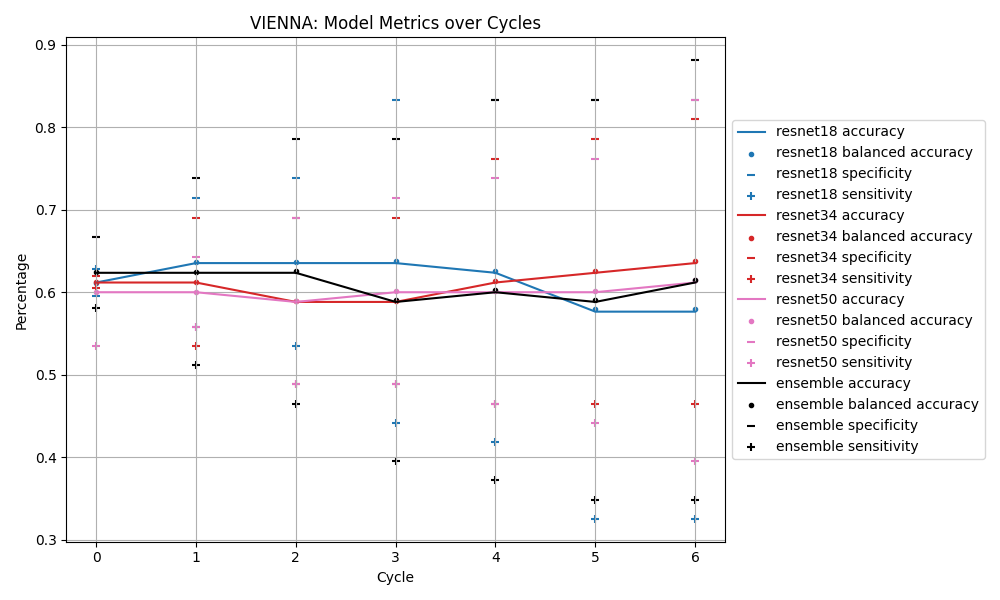 VIENNA: Model Metrics over Cycles
Percentage
0.9
0.8
0.7
0.6
0.5
0.4
0.3
0 1 2 3 4 5 6
Cycle
resnet18 accuracy
resnet18 balanced accuracy
resnet18 specificity
resnet18 sensitivity
resnet34 accuracy
resnet34 balanced accuracy
resnet34 specificity
resnet34 sensitivity
resnet50 accuracy
resnet50 balanced accuracy
resnet50 specificity
resnet50 sensitivity
ensemble accuracy
ensemble balanced accuracy
ensemble specificity
ensemble sensitivity